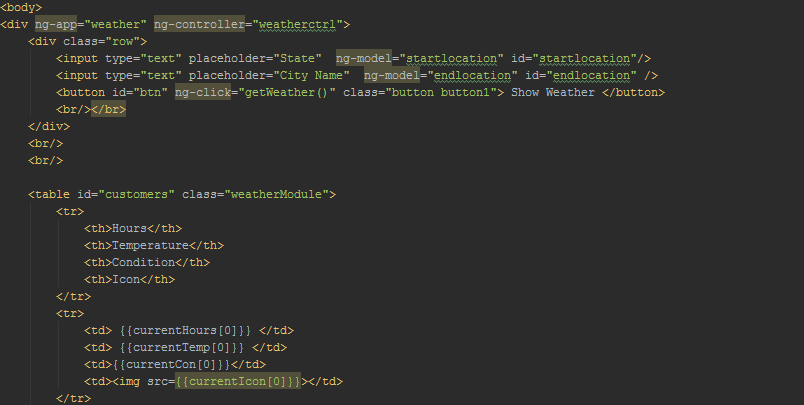 <body>
<div ng-app="weather" ng-controller="weatherctrl">
<div class="row">
<input type="text" placeholder="State"  ng-model="startlocation" id="startlocation"/>
<input type="text" placeholder="City Name"  ng-model="endlocation" id="endlocation" />
<button id="btn" ng-click="getWeather()" class="button button1"> Show Weather </button>
<br/></br>
</div>
<br/>
<br/>
<table id="customers" class="weatherModule">
<tr>
<th>Hours</th>
<th>Temperature</th>
<th>Condition</th>
<th>Icon</th>
</tr>
<tr>
<td> {{currentHours[0]}} </td>
<td> {{currentTemp[0]}} </td>
<td>{{currentCon[0]}}</td>
<td><img src={{currentIcon[0]}}></td>
</tr>